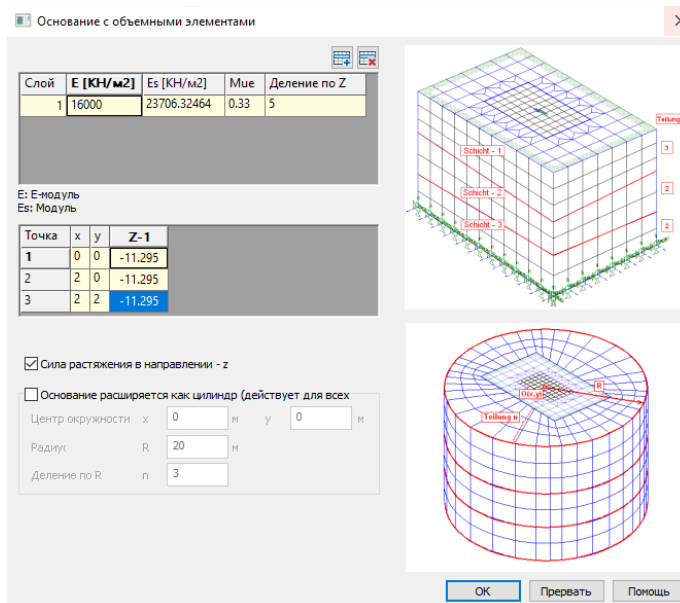 Основание с объемными элементами
Слой E [КН/м2] Es [КН/м2] Mue Деление по Z
1 16000 23706.32464 0.33 5
E: E-модуль
Es: Модуль
Точка x y Z-1
1 0 0 -11.295
2 2 0 -11.295
3 2 2 -11.295
Сила растяжения в направлении - z
Основание расширяется как цилиндр (действует для всех
Центр окружности x 0 м y 0 м
Радиус R 20 м
Деление по R n 3
Teilung
Schicht - 1
3
Schicht - 2
2
Schicht - 3
2
O(x,y)
R
Teilung n
ОК Прервать Помощь